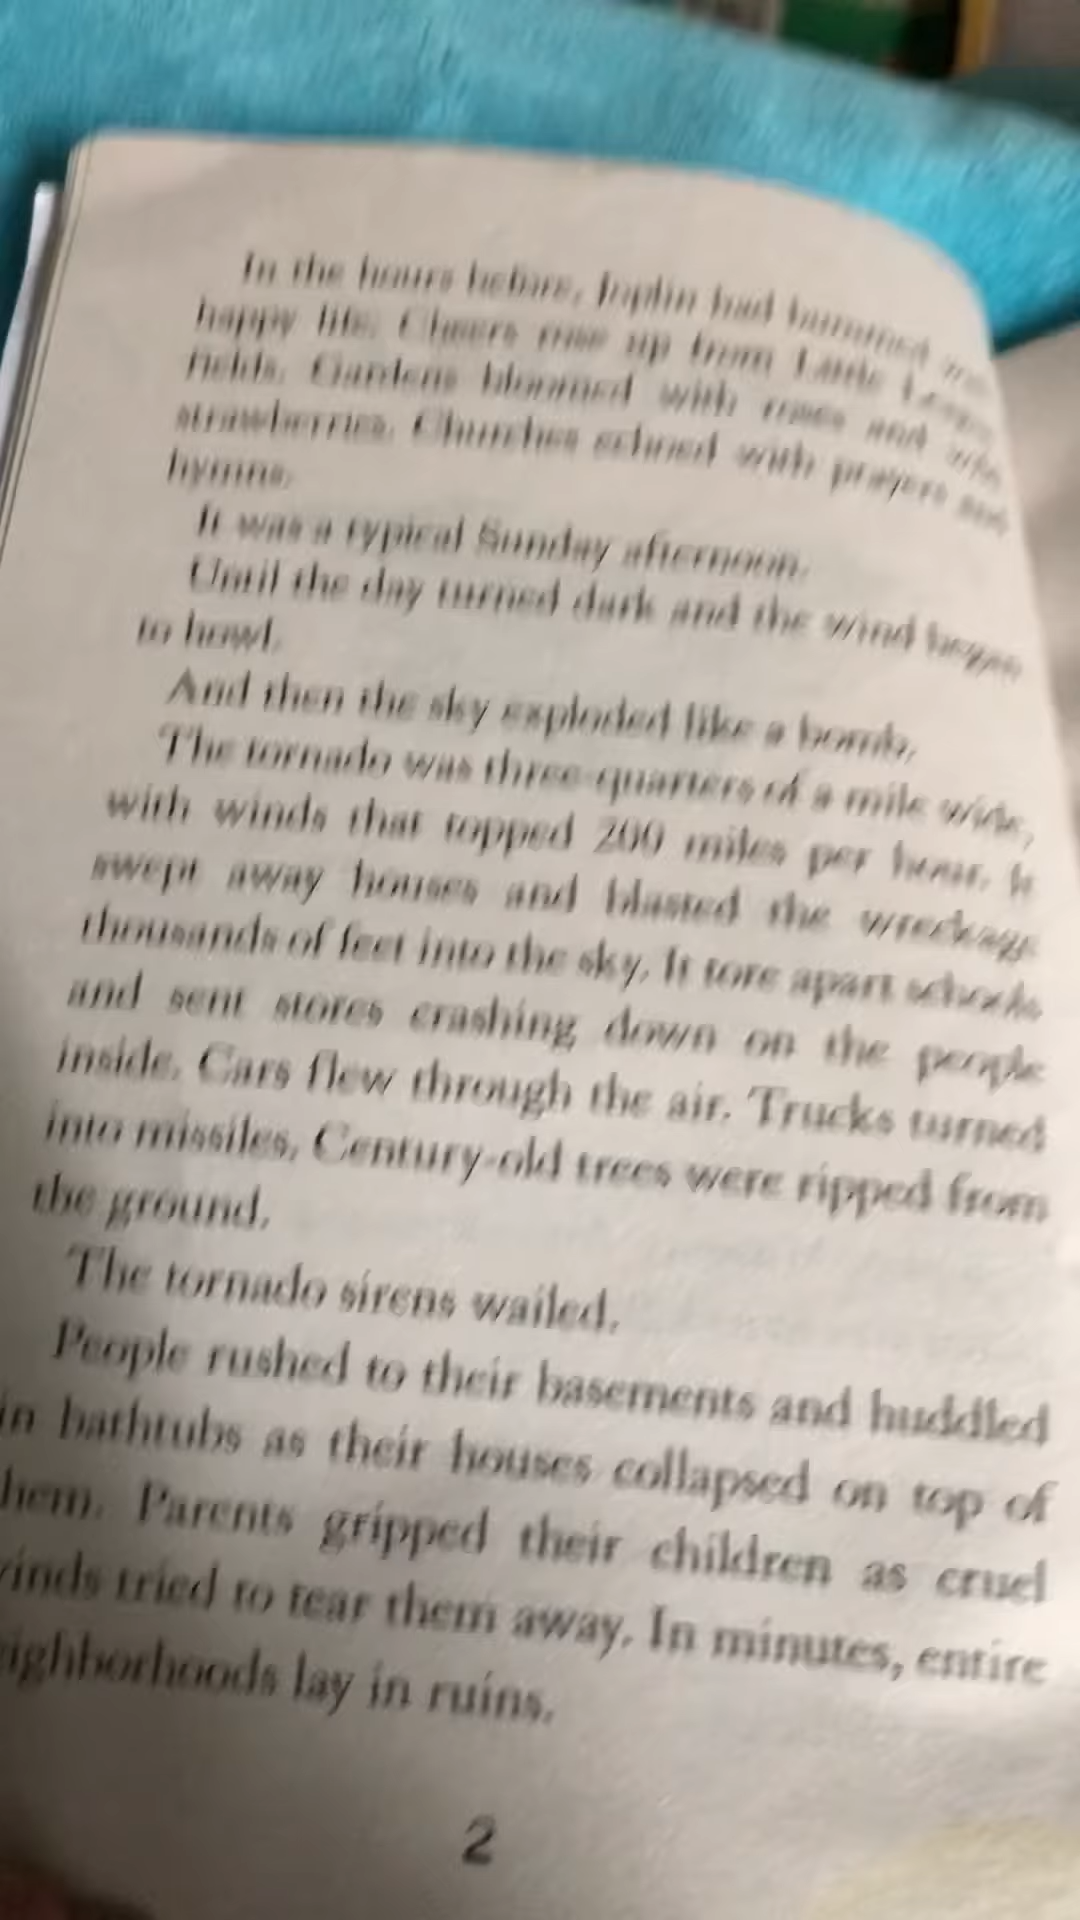 In the hours before, Joplin had hummed with
happy life. Cheers rose up from Little League
fields. Gardens bloomed with roses and
strawberries. Churches echoed with prayers and
hymns.
It was a typical Sunday afternoon.
Until the day turned dark and the wind began
to howl.
And then the sky exploded like a bomb.
The tornado was three-quarters of a mile wide,
with winds that topped 200 miles per hour. It
swept away houses and blasted the wreckage
thousands of feet into the sky. It tore apart schools
and sent stores crashing down on the people
inside. Cars flew through the air. Trucks turned
into missiles. Century-old trees were ripped from
the ground.
The tornado sirens wailed.
People rushed to their basements and huddled
in bathtubs as their houses collapsed on top of
hem. Parents gripped their children as cruel
inds tried to tear them away. In minutes, entire
ighborhoods lay in ruins.
2